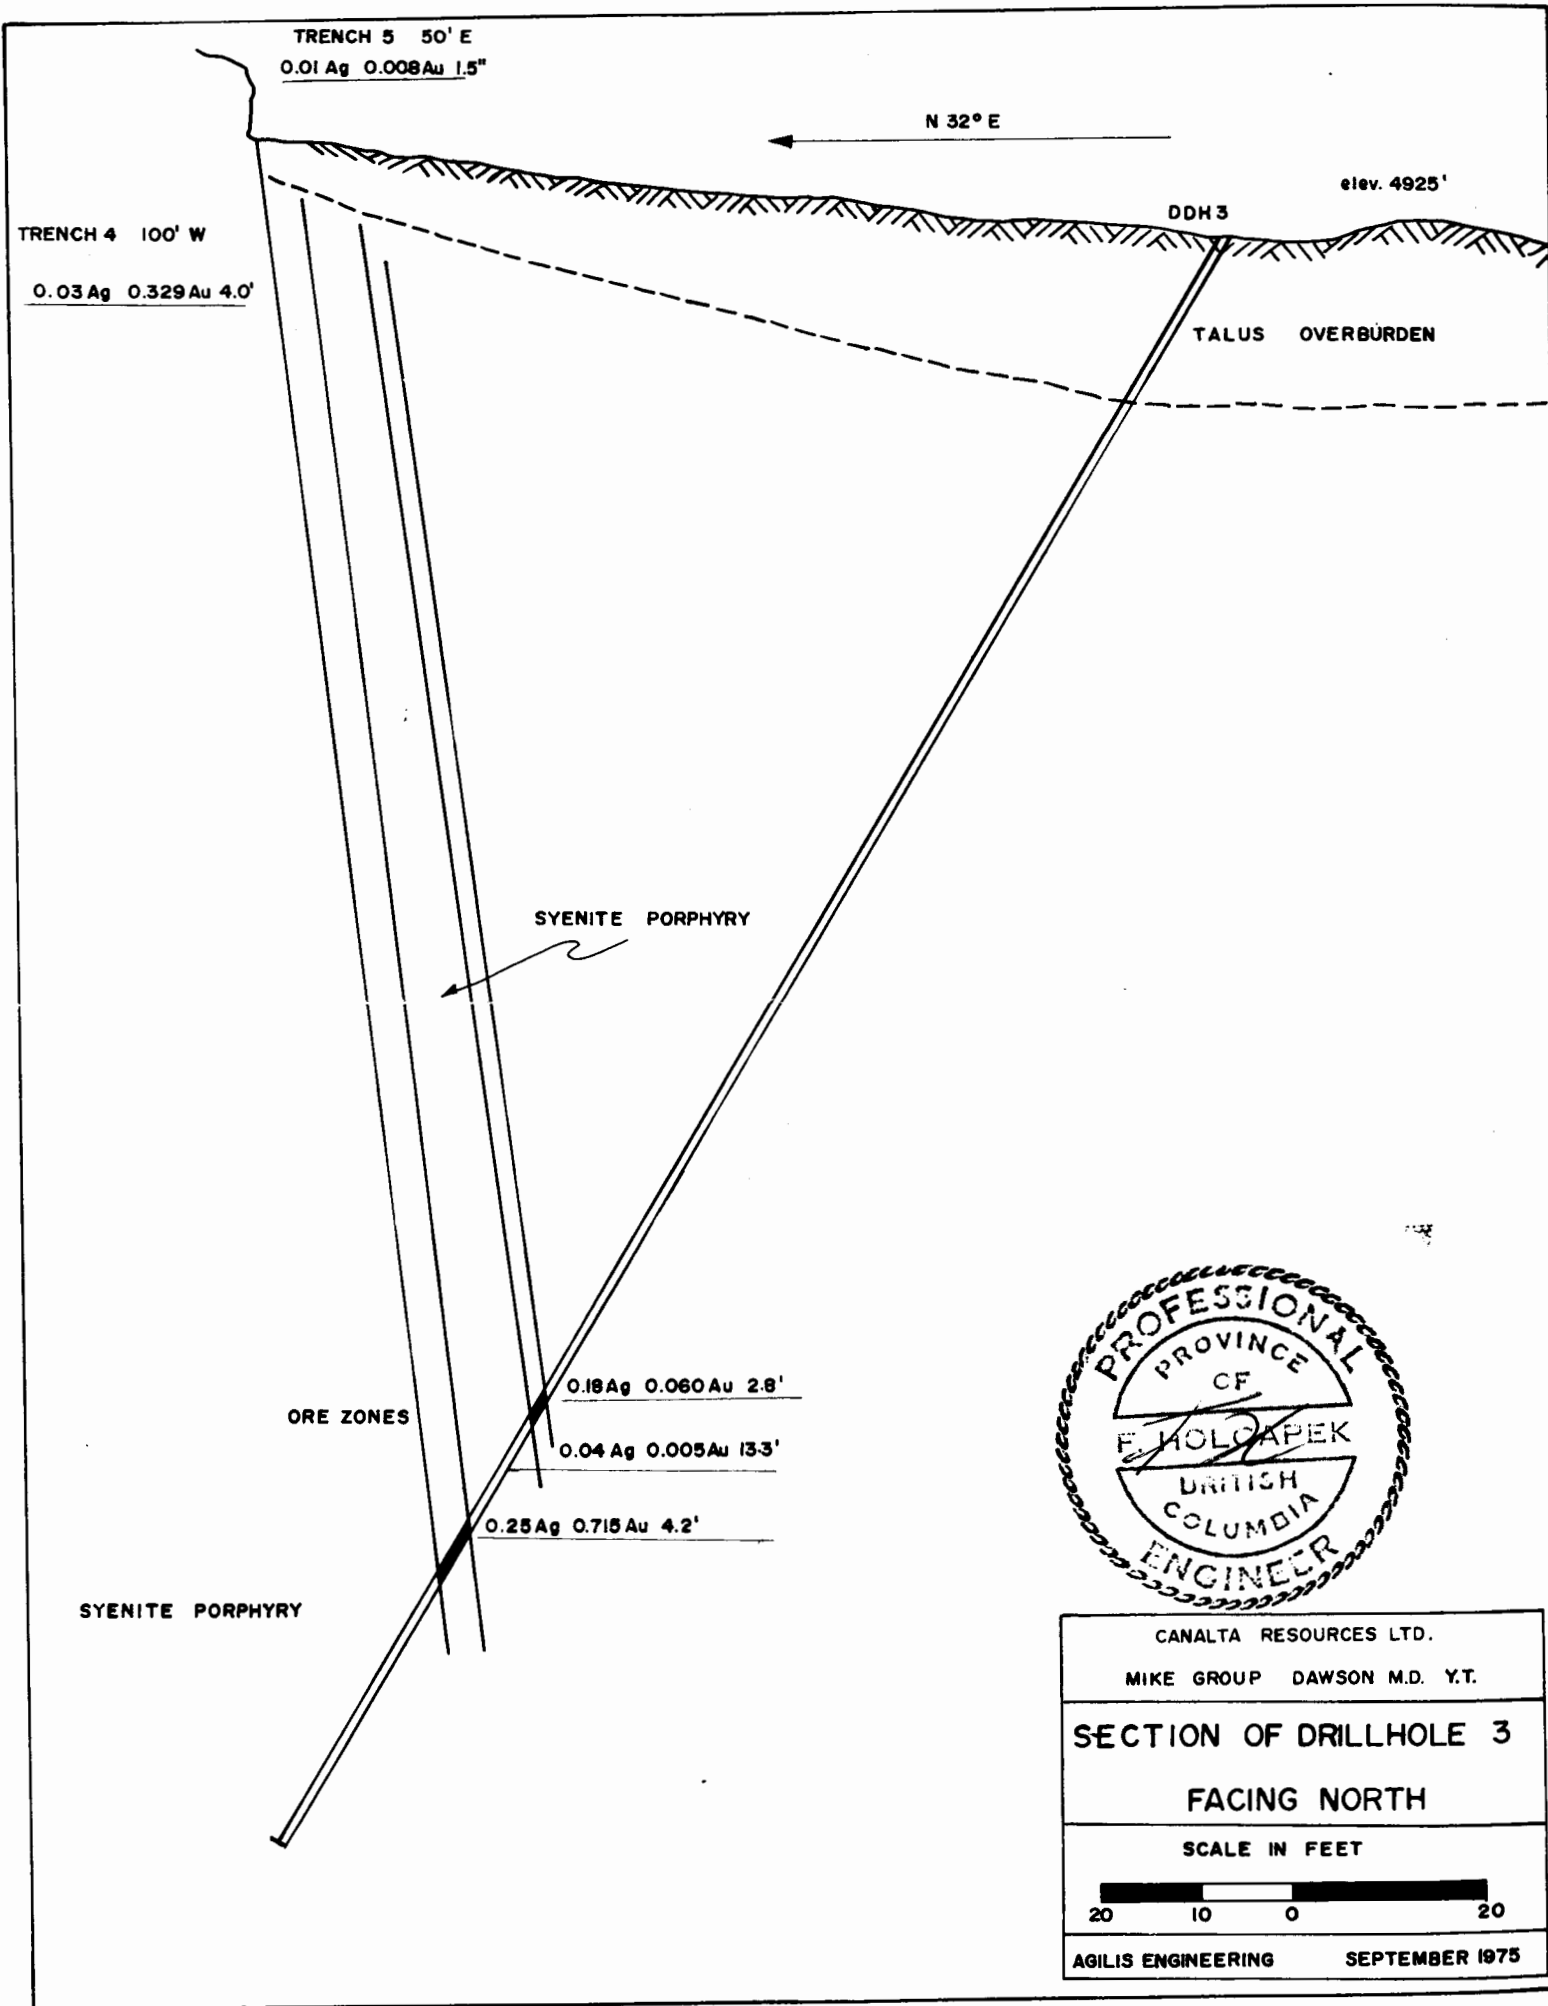 TRENCH 5 50' E
0.01 Ag 0.008 Au 1.5"
N 32° E
elev. 4925'
DDH 3
TRENCH 4 100' W
0.03 Ag 0.329 Au 4.0'
TALUS OVERBURDEN
SYENITE PORPHYRY
0.18 Ag 0.060 Au 2.8'
ORE ZONES
0.04 Ag 0.005 Au 13.3'
0.25 Ag 0.715 Au 4.2'
SYENITE PORPHYRY
PROFESSIONAL
PROVINCE
OF
F. HOLCAPEK
BRITISH
COLUMBIA
ENGINEER
CANALTA RESOURCES LTD.
MIKE GROUP DAWSON M.D. Y.T.
SECTION OF DRILLHOLE 3
FACING NORTH
SCALE IN FEET
20 10 0 20
AGILIS ENGINEERING SEPTEMBER 1975